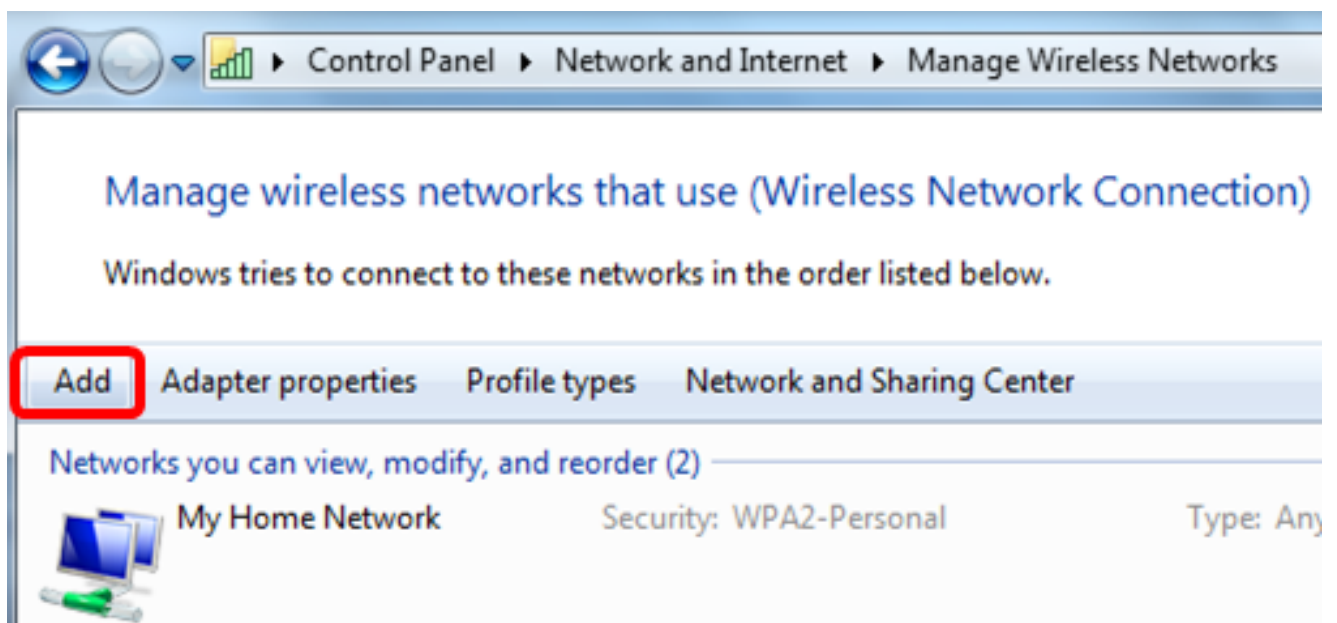 Control Panel Network and Internet Manage Wireless Networks
Manage wireless networks that use (Wireless Network Connection)
Windows tries to connect to these networks in the order listed below.
Add Adapter properties Profile types Network and Sharing Center
Networks you can view, modify, and reorder (2)
My Home Network Security: WPA2-Personal Type: Any